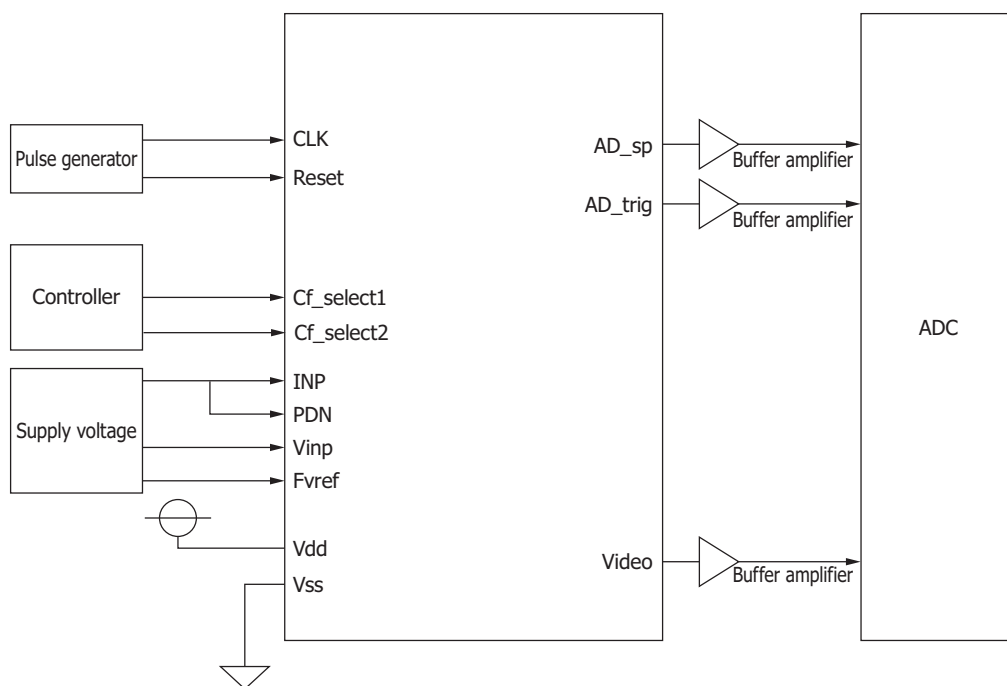 Pulse generator
CLK
Reset
Controller
Cf_select1
Cf_select2
Supply voltage
INP
PDN
Vinp
Fvref
Vdd
Vss
AD_sp
Buffer amplifier
AD_trig
Buffer amplifier
Video
Buffer amplifier
ADC